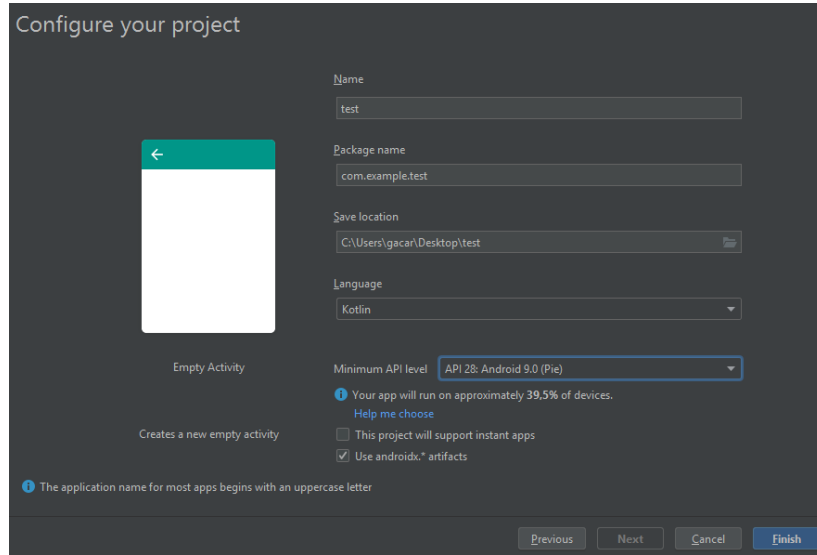 Configure your project
Name
test
Package name
com.example.test
Save location
C:\Users\gacar\Desktop\test
Language
Kotlin
Empty Activity
Minimum API level API 28: Android 9.0 (Pie)
Your app will run on approximately 39,5% of devices.
Help me choose
Creates a new empty activity
This project will support instant apps
Use androidx.* artifacts
The application name for most apps begins with an uppercase letter
Previous Next Cancel Finish